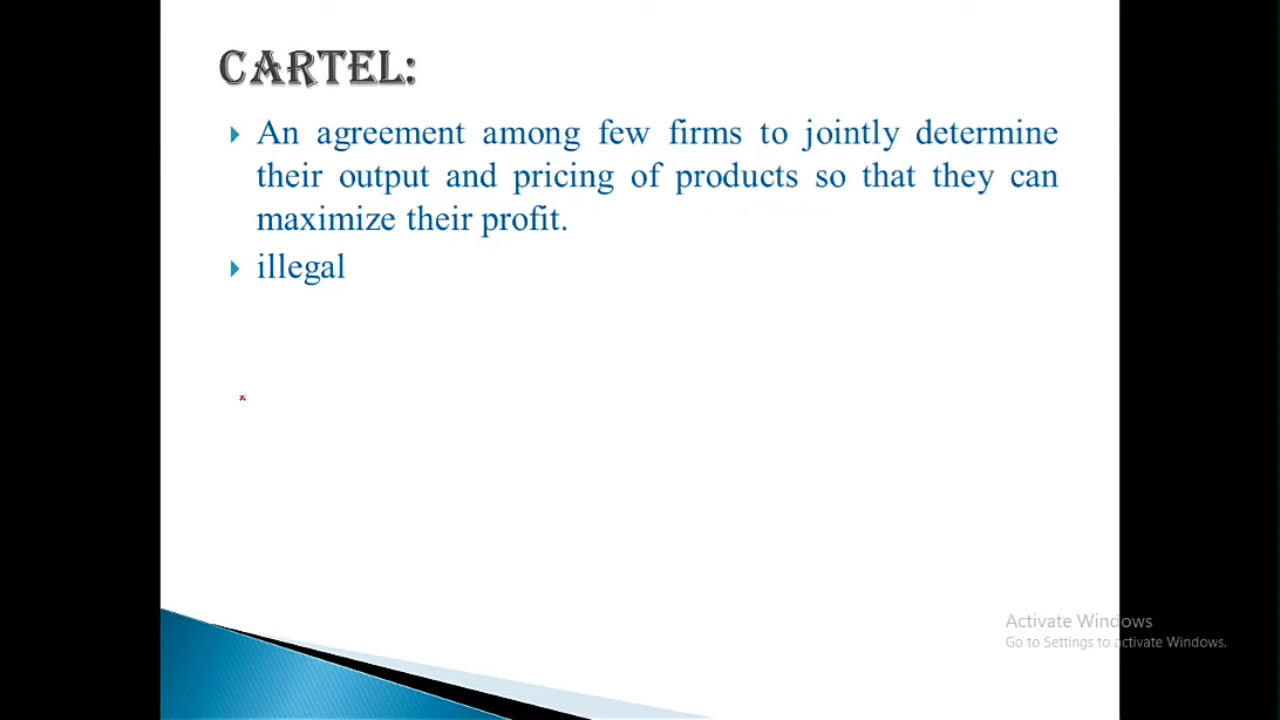 CARTEL:
An agreement among few firms to jointly determine
their output and pricing of products so that they can
maximize their profit.
illegal
Activate Windows
Go to Settings to activate Windows.